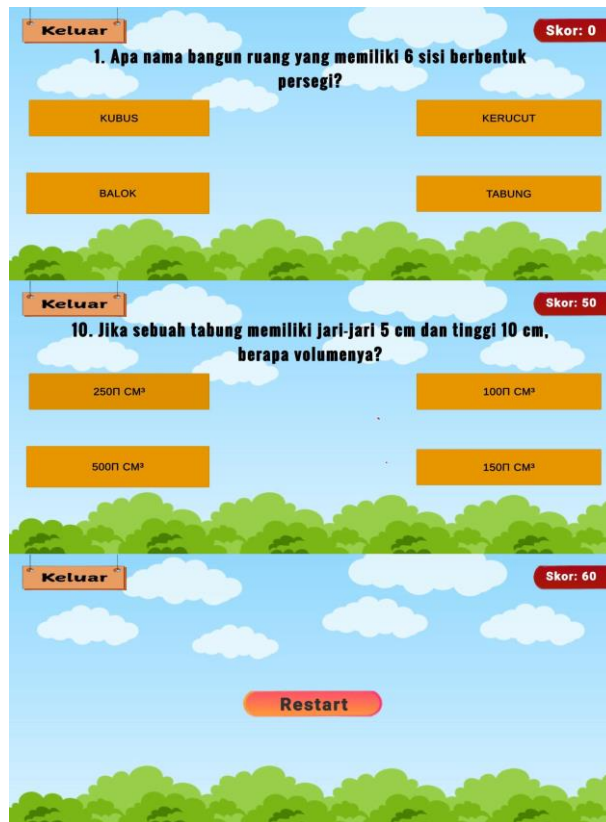 Keluar
Skor: 0
1. Apa nama bangun ruang yang memiliki 6 sisi berbentuk
persegi?
KUBUS
KERUCUT
BALOK
TABUNG
Keluar
Skor: 50
10. Jika sebuah tabung memiliki jari-jari 5 cm dan tinggi 10 cm,
berapa volumenya?
250Π CM³
100Π CM³
500Π CM³
150Π CM³
Keluar
Skor: 60
Restart